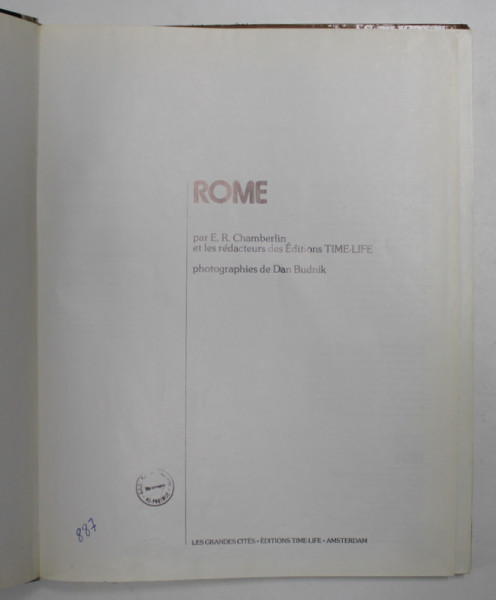 ROME
par E. R. Chamberlin
et les rédacteurs des Éditions TIME-LIFE
photographies de Dan Budnik
887
LES GRANDES CITÉS • ÉDITIONS TIME-LIFE • AMSTERDAM